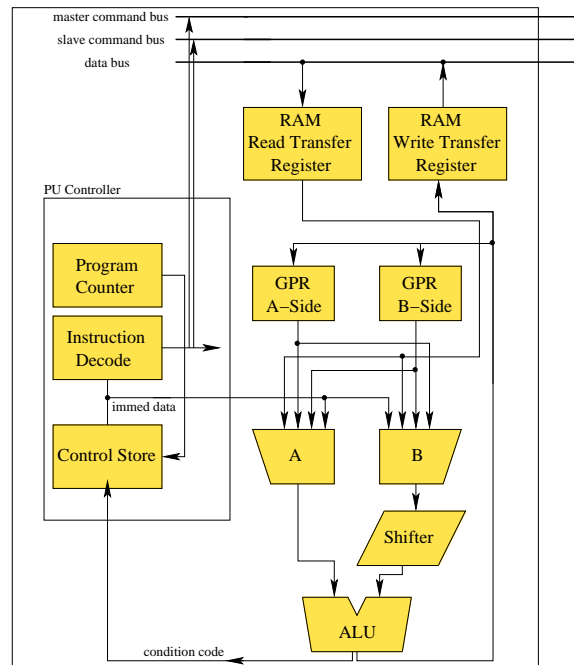 master command bus
slave command bus
data bus
RAM
Read Transfer
Register
RAM
Write Transfer
Register
PU Controller
Program
Counter
GPR
A−Side
GPR
B−Side
Instruction
Decode
immed data
Control Store
A
B
Shifter
ALU
condition code